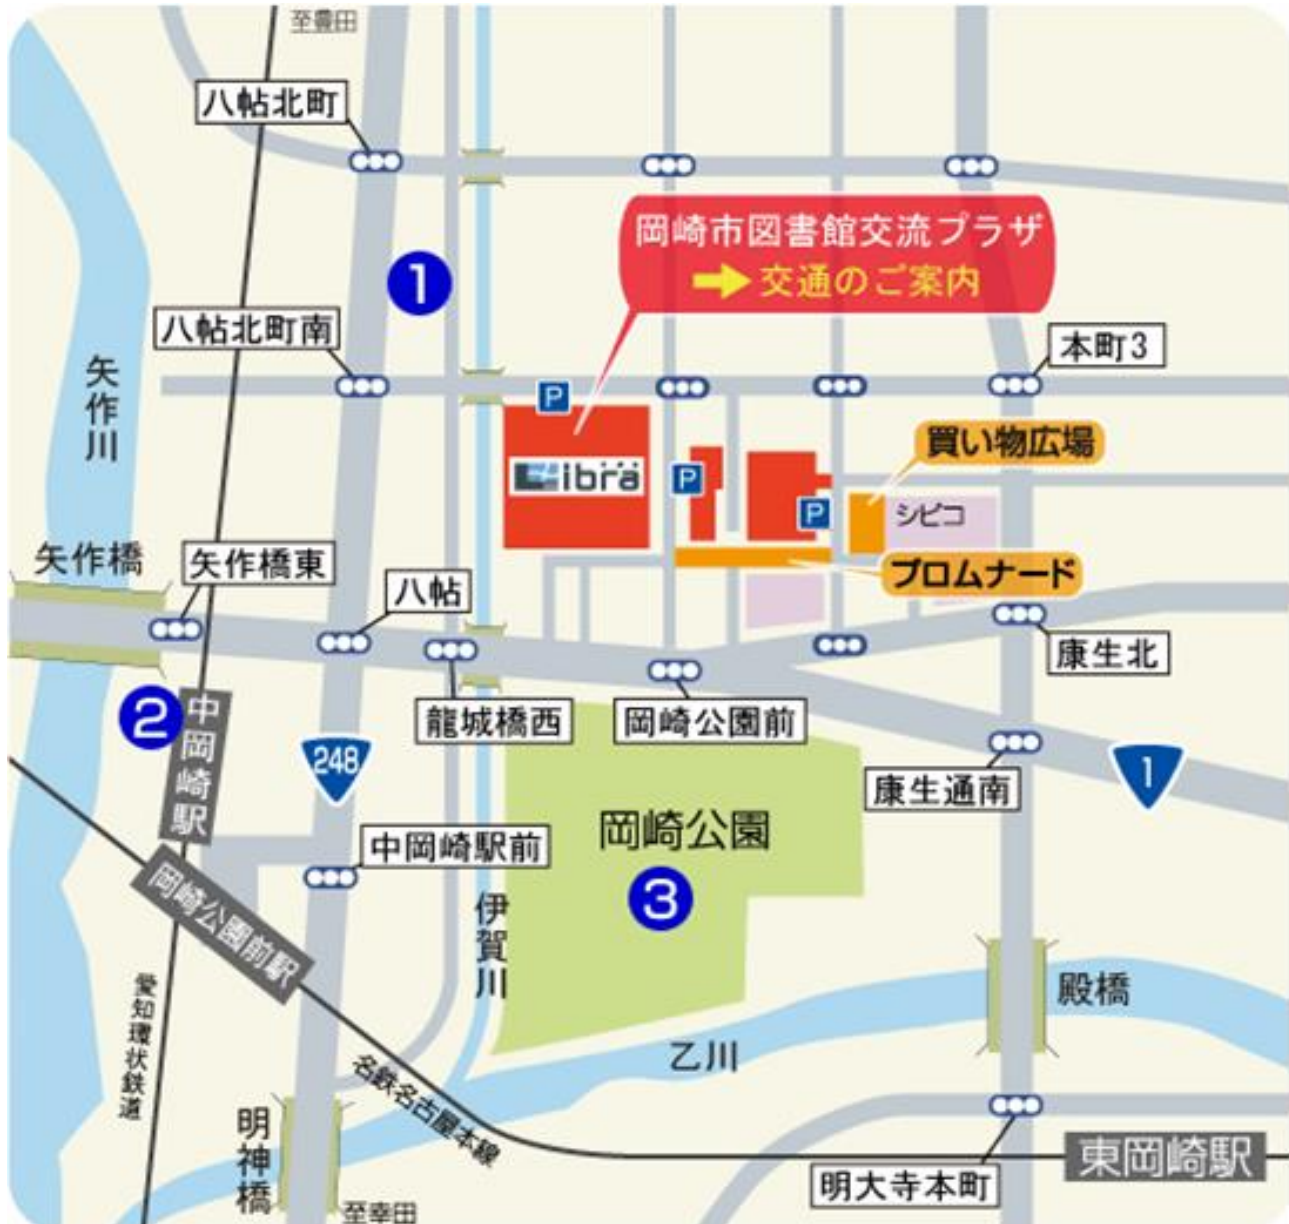 至豊田
八帖北町
岡崎市図書館交流プラザ
➡交通のご案内
1
八帖北町南
本町3
矢作川
P
買い物広場
Libra
P
P
シビコ
矢作橋
矢作橋東
八帖
プロムナード
康生北
2
中岡崎駅
龍城橋西
岡崎公園前
248
康生通南
1
中岡崎駅前
岡崎公園
3
岡崎公園前駅
伊賀川
愛知環状鉄道
殿橋
乙川
名鉄名古屋本線
明神橋
東岡崎駅
明大寺本町
至幸田